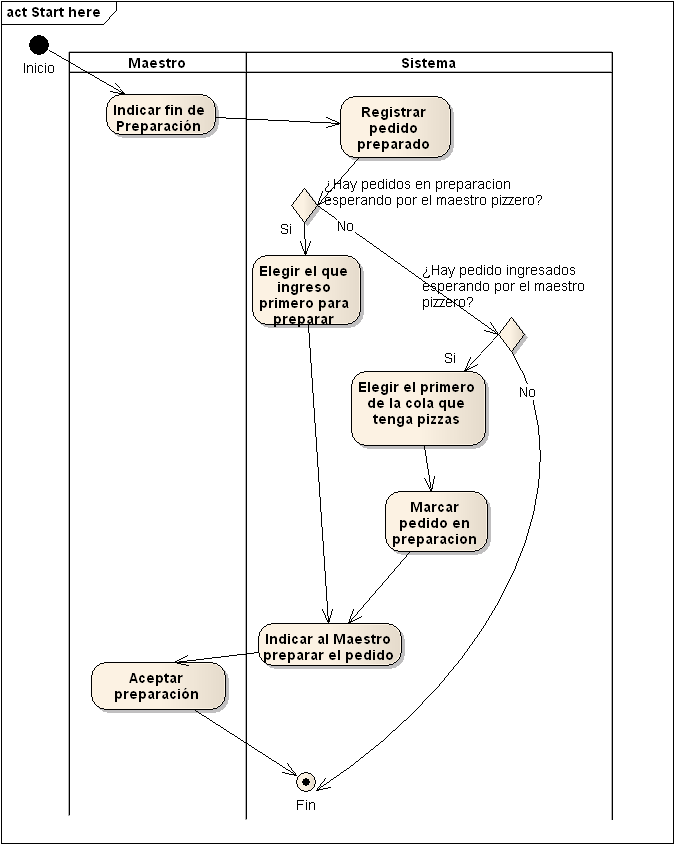 act Start here
Inicio
Maestro
Sistema
Indicar fin de
Preparación
Registrar
pedido
preparado
¿Hay pedidos en preparacion
esperando por el maestro pizzero?
Si
No
Elegir el que
ingreso
primero para
preparar
¿Hay pedido ingresados
esperando por el maestro
pizzero?
Si
No
Elegir el primero
de la cola que
tenga pizzas
Marcar
pedido en
preparacion
Indicar al Maestro
preparar el pedido
Aceptar
preparación
Fin